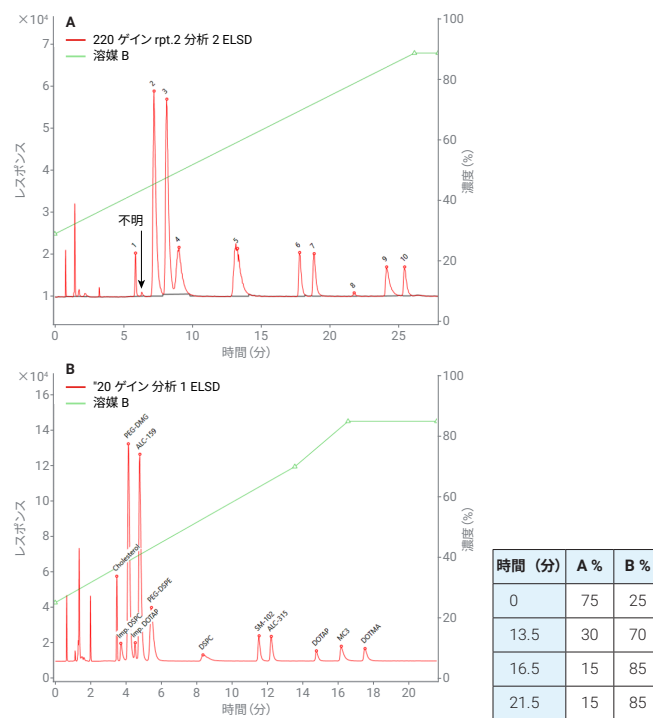 A
×10⁴
220 ゲイン rpt.2 分析 2 ELSD
溶媒 B
レスポンス
7
6
5
4
3
2
1
100
80
60
40
20
0
濃度 (%)
不明
1
2
3
4
5
6
7
8
9
10
0 5 10 15 20 25
時間 (分)
B
×10⁴
"20 ゲイン 分析 1 ELSD
溶媒 B
レスポンス
16
14
12
10
8
6
4
2
0
100
80
60
40
20
0
濃度 (%)
Cholesterol
Imp. DSPC
PEG-DMG
Imp. DOTAP
ALC-159
PEG-DSPE
DSPC
SM-102
ALC-315
DOTAP
MC3
DOTMA
0 2 4 6 8 10 12 14 16 18 20
時間 (分)
時間 (分) A % B %
0 75 25
13.5 30 70
16.5 15 85
21.5 15 85